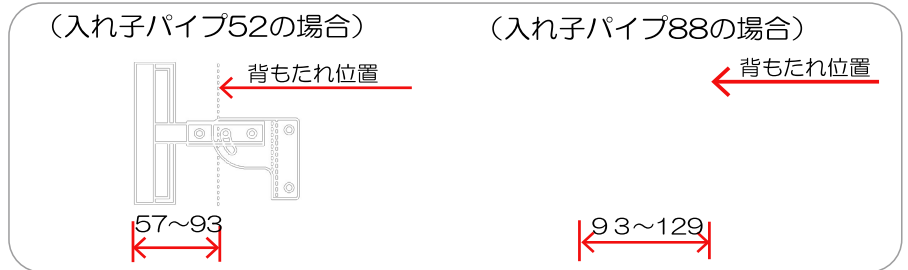 （入れ子パイプ52の場合）
背もたれ位置
57～93
（入れ子パイプ88の場合）
背もたれ位置
９３～129